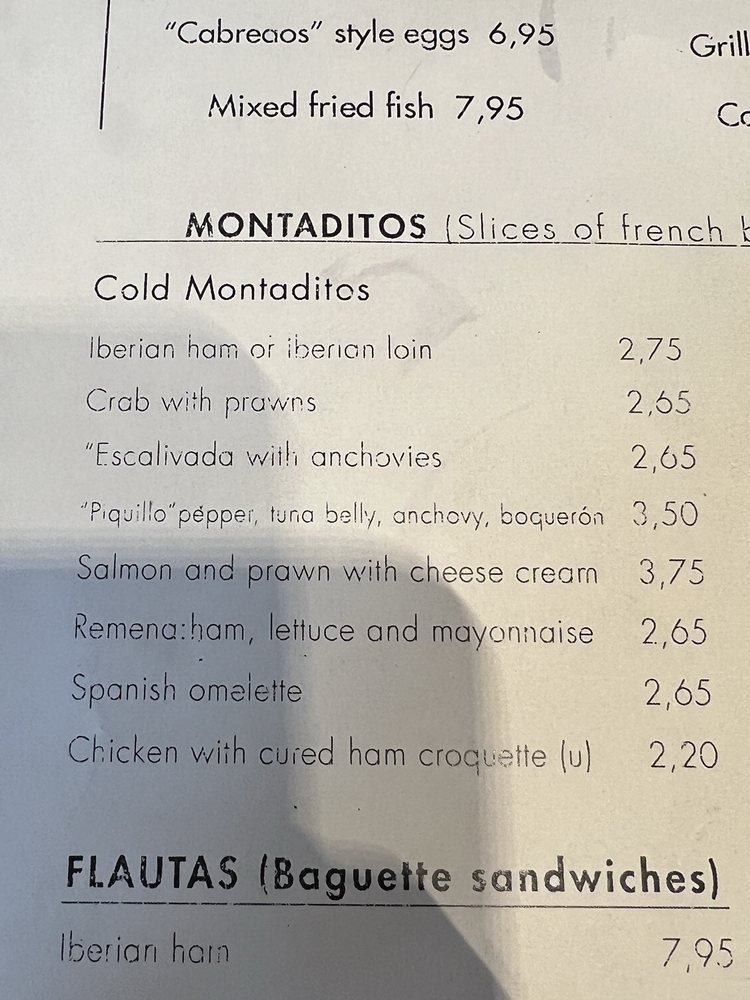 “Cabreaos” style eggs 6,95
Grill
Mixed fried fish 7,95
Co
MONTADITOS (Slices of french b
Cold Montaditos
Iberian ham or iberian loin 2,75
Crab with prawns 2,65
“Escalivada with anchovies 2,65
“Piquillo”pepper, tuna belly, anchovy, boquerón 3,50
Salmon and prawn with cheese cream 3,75
Remena:ham, lettuce and mayonnaise 2,65
Spanish omelette 2,65
Chicken with cured ham croquette (u) 2,20
FLAUTAS (Baguette sandwiches)
Iberian ham 7,95